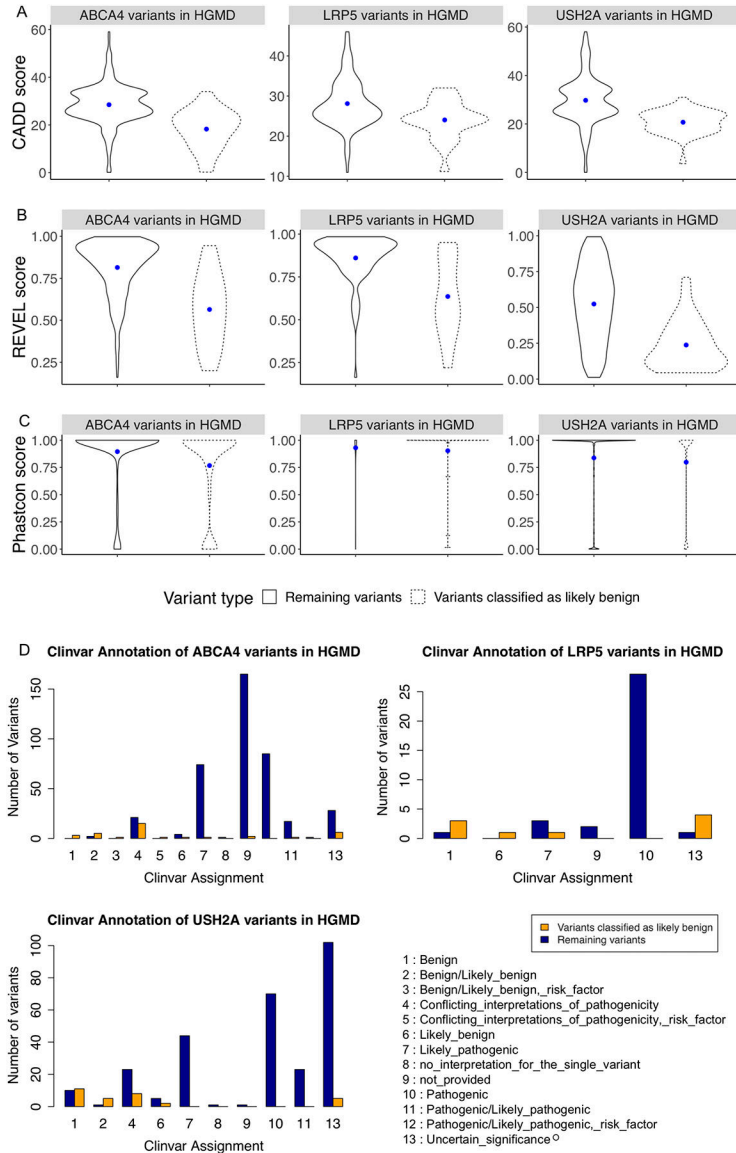 A
ABCA4 variants in HGMD
LRP5 variants in HGMD
USH2A variants in HGMD
CADD score
60
40
20
0
40
30
20
10
60
40
20
0
B
ABCA4 variants in HGMD
LRP5 variants in HGMD
USH2A variants in HGMD
REVEL score
1.00
0.75
0.50
0.25
1.00
0.75
0.50
0.25
1.00
0.75
0.50
0.25
0.00
C
ABCA4 variants in HGMD
LRP5 variants in HGMD
USH2A variants in HGMD
Phastcon score
1.00
0.75
0.50
0.25
0.00
1.00
0.75
0.50
0.25
0.00
1.00
0.75
0.50
0.25
0.00
Variant type Remaining variants Variants classified as likely benign
D
Clinvar Annotation of ABCA4 variants in HGMD
Number of Variants
150
100
50
0
1 2 3 4 5 6 7 8 9 11 13
Clinvar Assignment
Clinvar Annotation of LRP5 variants in HGMD
Number of Variants
25
20
15
10
5
0
1 6 7 9 10 13
Clinvar Assignment
Clinvar Annotation of USH2A variants in HGMD
Number of variants
100
80
60
40
20
0
1 2 4 6 7 8 9 10 11 13
Clinvar Assignment
Variants classified as likely benign
Remaining variants
1 : Benign
2 : Benign/Likely_benign
3 : Benign/Likely_benign,_risk_factor
4 : Conflicting_interpretations_of_pathogenicity
5 : Conflicting_interpretations_of_pathogenicity,_risk_factor
6 : Likely_benign
7 : Likely_pathogenic
8 : no_interpretation_for_the_single_variant
9 : not_provided
10 : Pathogenic
11 : Pathogenic/Likely_pathogenic
12 : Pathogenic/Likely_pathogenic,_risk_factor
13 : Uncertain_significance